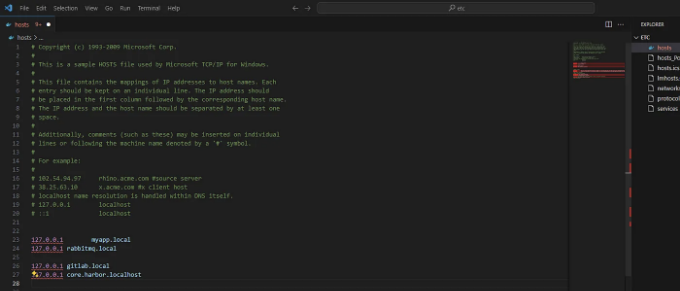 File Edit Selection View Go Run Terminal Help
etc
hosts 9+
EXPLORER
hosts > ...
ETC
1 # Copyright (c) 1993-2009 Microsoft Corp.
2 #
3 # This is a sample HOSTS file used by Microsoft TCP/IP for Windows.
4 #
5 # This file contains the mappings of IP addresses to host names. Each
6 # entry should be kept on an individual line. The IP address should
7 # be placed in the first column followed by the corresponding host name.
8 # The IP address and the host name should be separated by at least one
9 # space.
10 #
11 # Additionally, comments (such as these) may be inserted on individual
12 # lines or following the machine name denoted by a '#' symbol.
13 #
14 # For example:
15 #
16 # 102.54.94.97 rhino.acme.com #source server
17 # 38.25.63.10 x.acme.com #x client host
18 # localhost name resolution is handled within DNS itself.
19 # 127.0.0.1 localhost
20 # ::1 localhost
21
22
23 127.0.0.1 myapp.local
24 127.0.0.1 rabbitmq.local
25
26 127.0.0.1 gitlab.local
27 127.0.0.1 core.harbor.localhost
28
hosts
hosts_Po
hosts.ics
lmhosts.
network
protocol
services